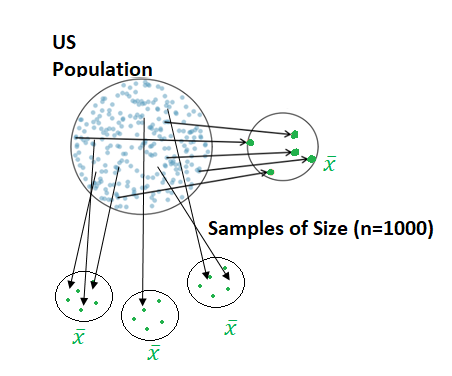 US
Population
x̄
Samples of Size (n=1000)
x̄
x̄
x̄